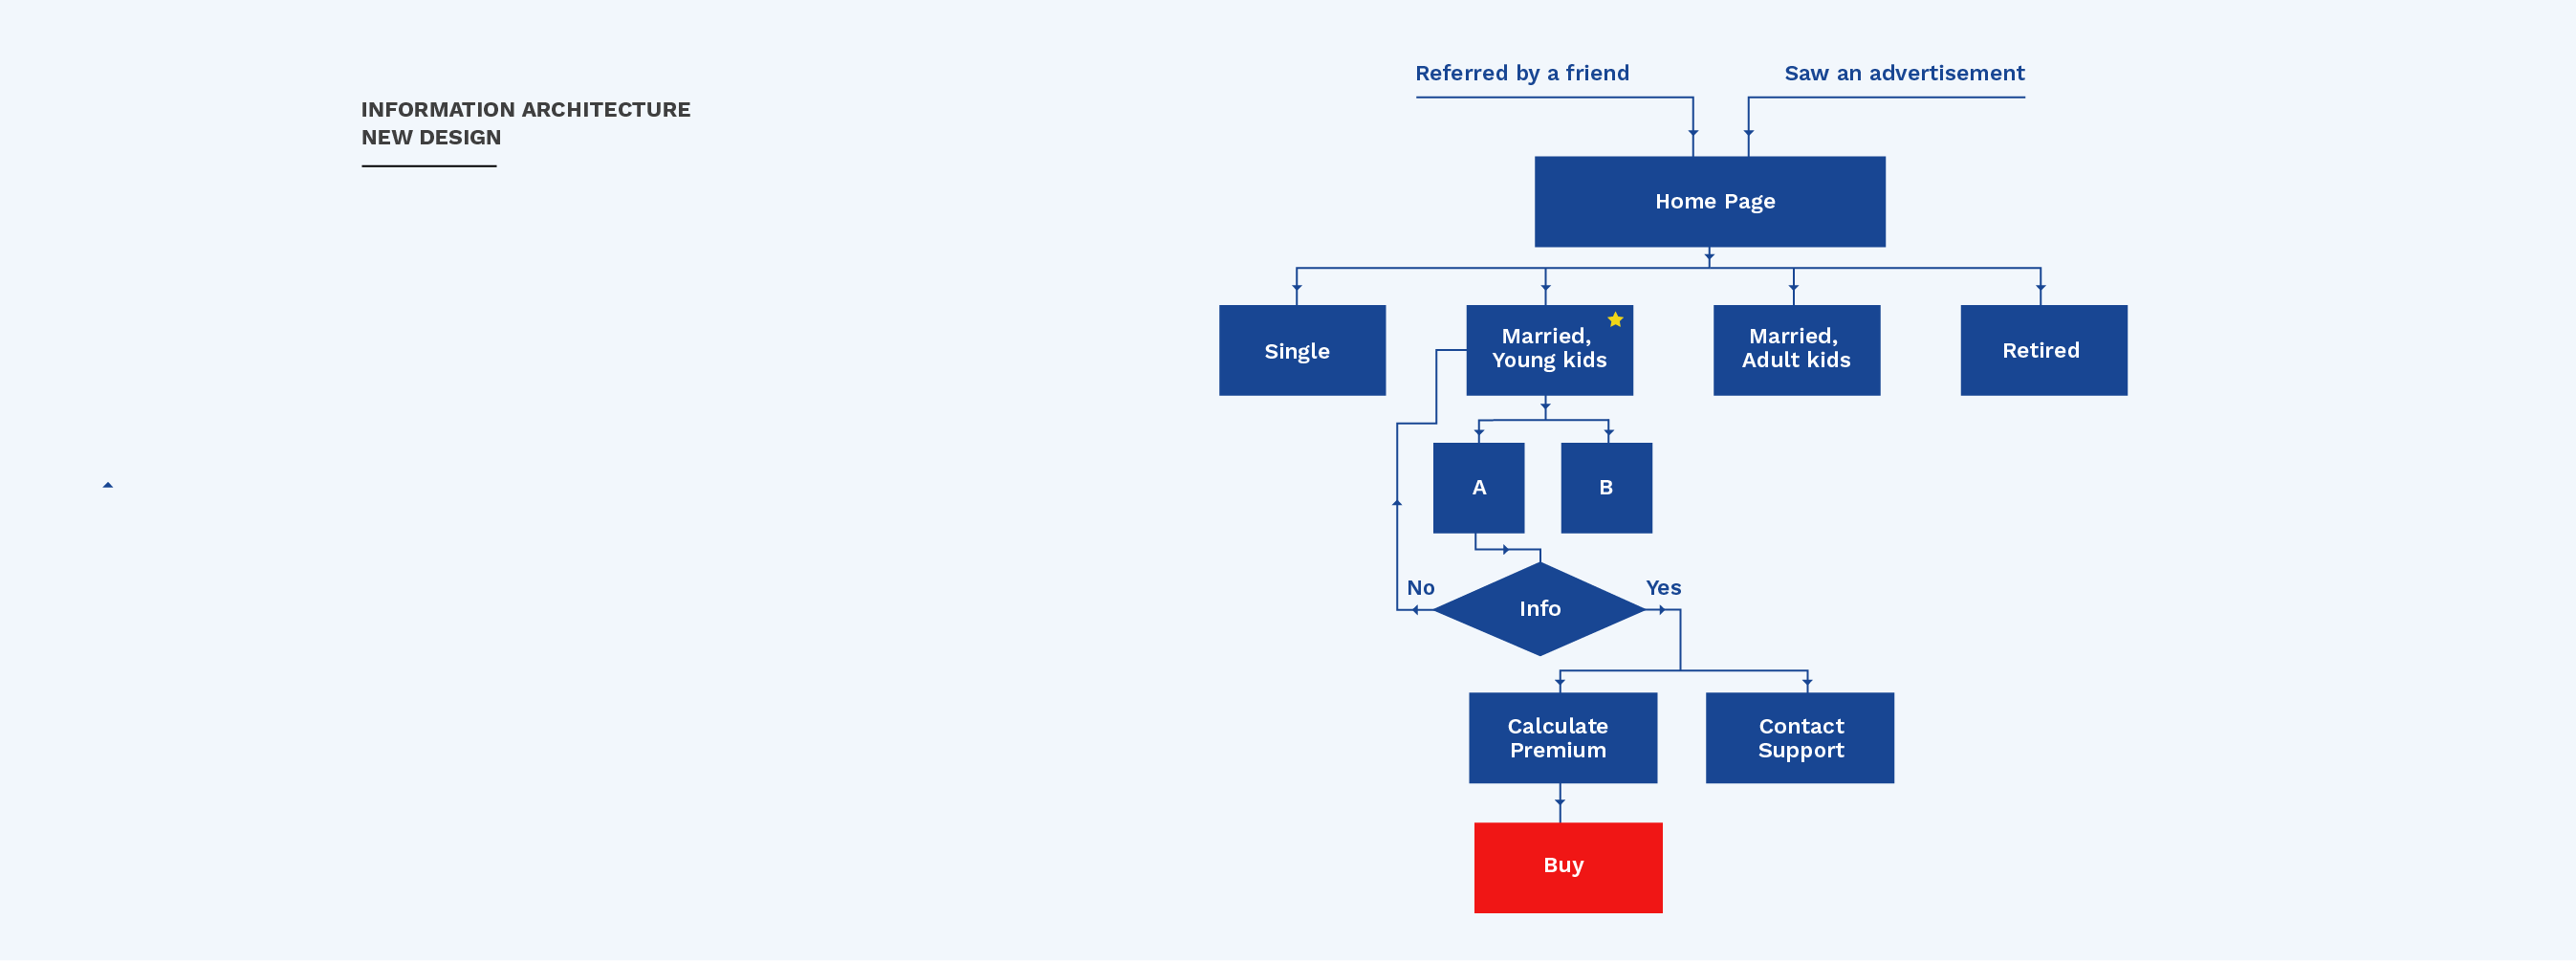 INFORMATION ARCHITECTURE
NEW DESIGN
Referred by a friend
Saw an advertisement
Home Page
Single
Married,
Young kids
Married,
Adult kids
Retired
A
B
No
Info
Yes
Calculate
Premium
Contact
Support
Buy